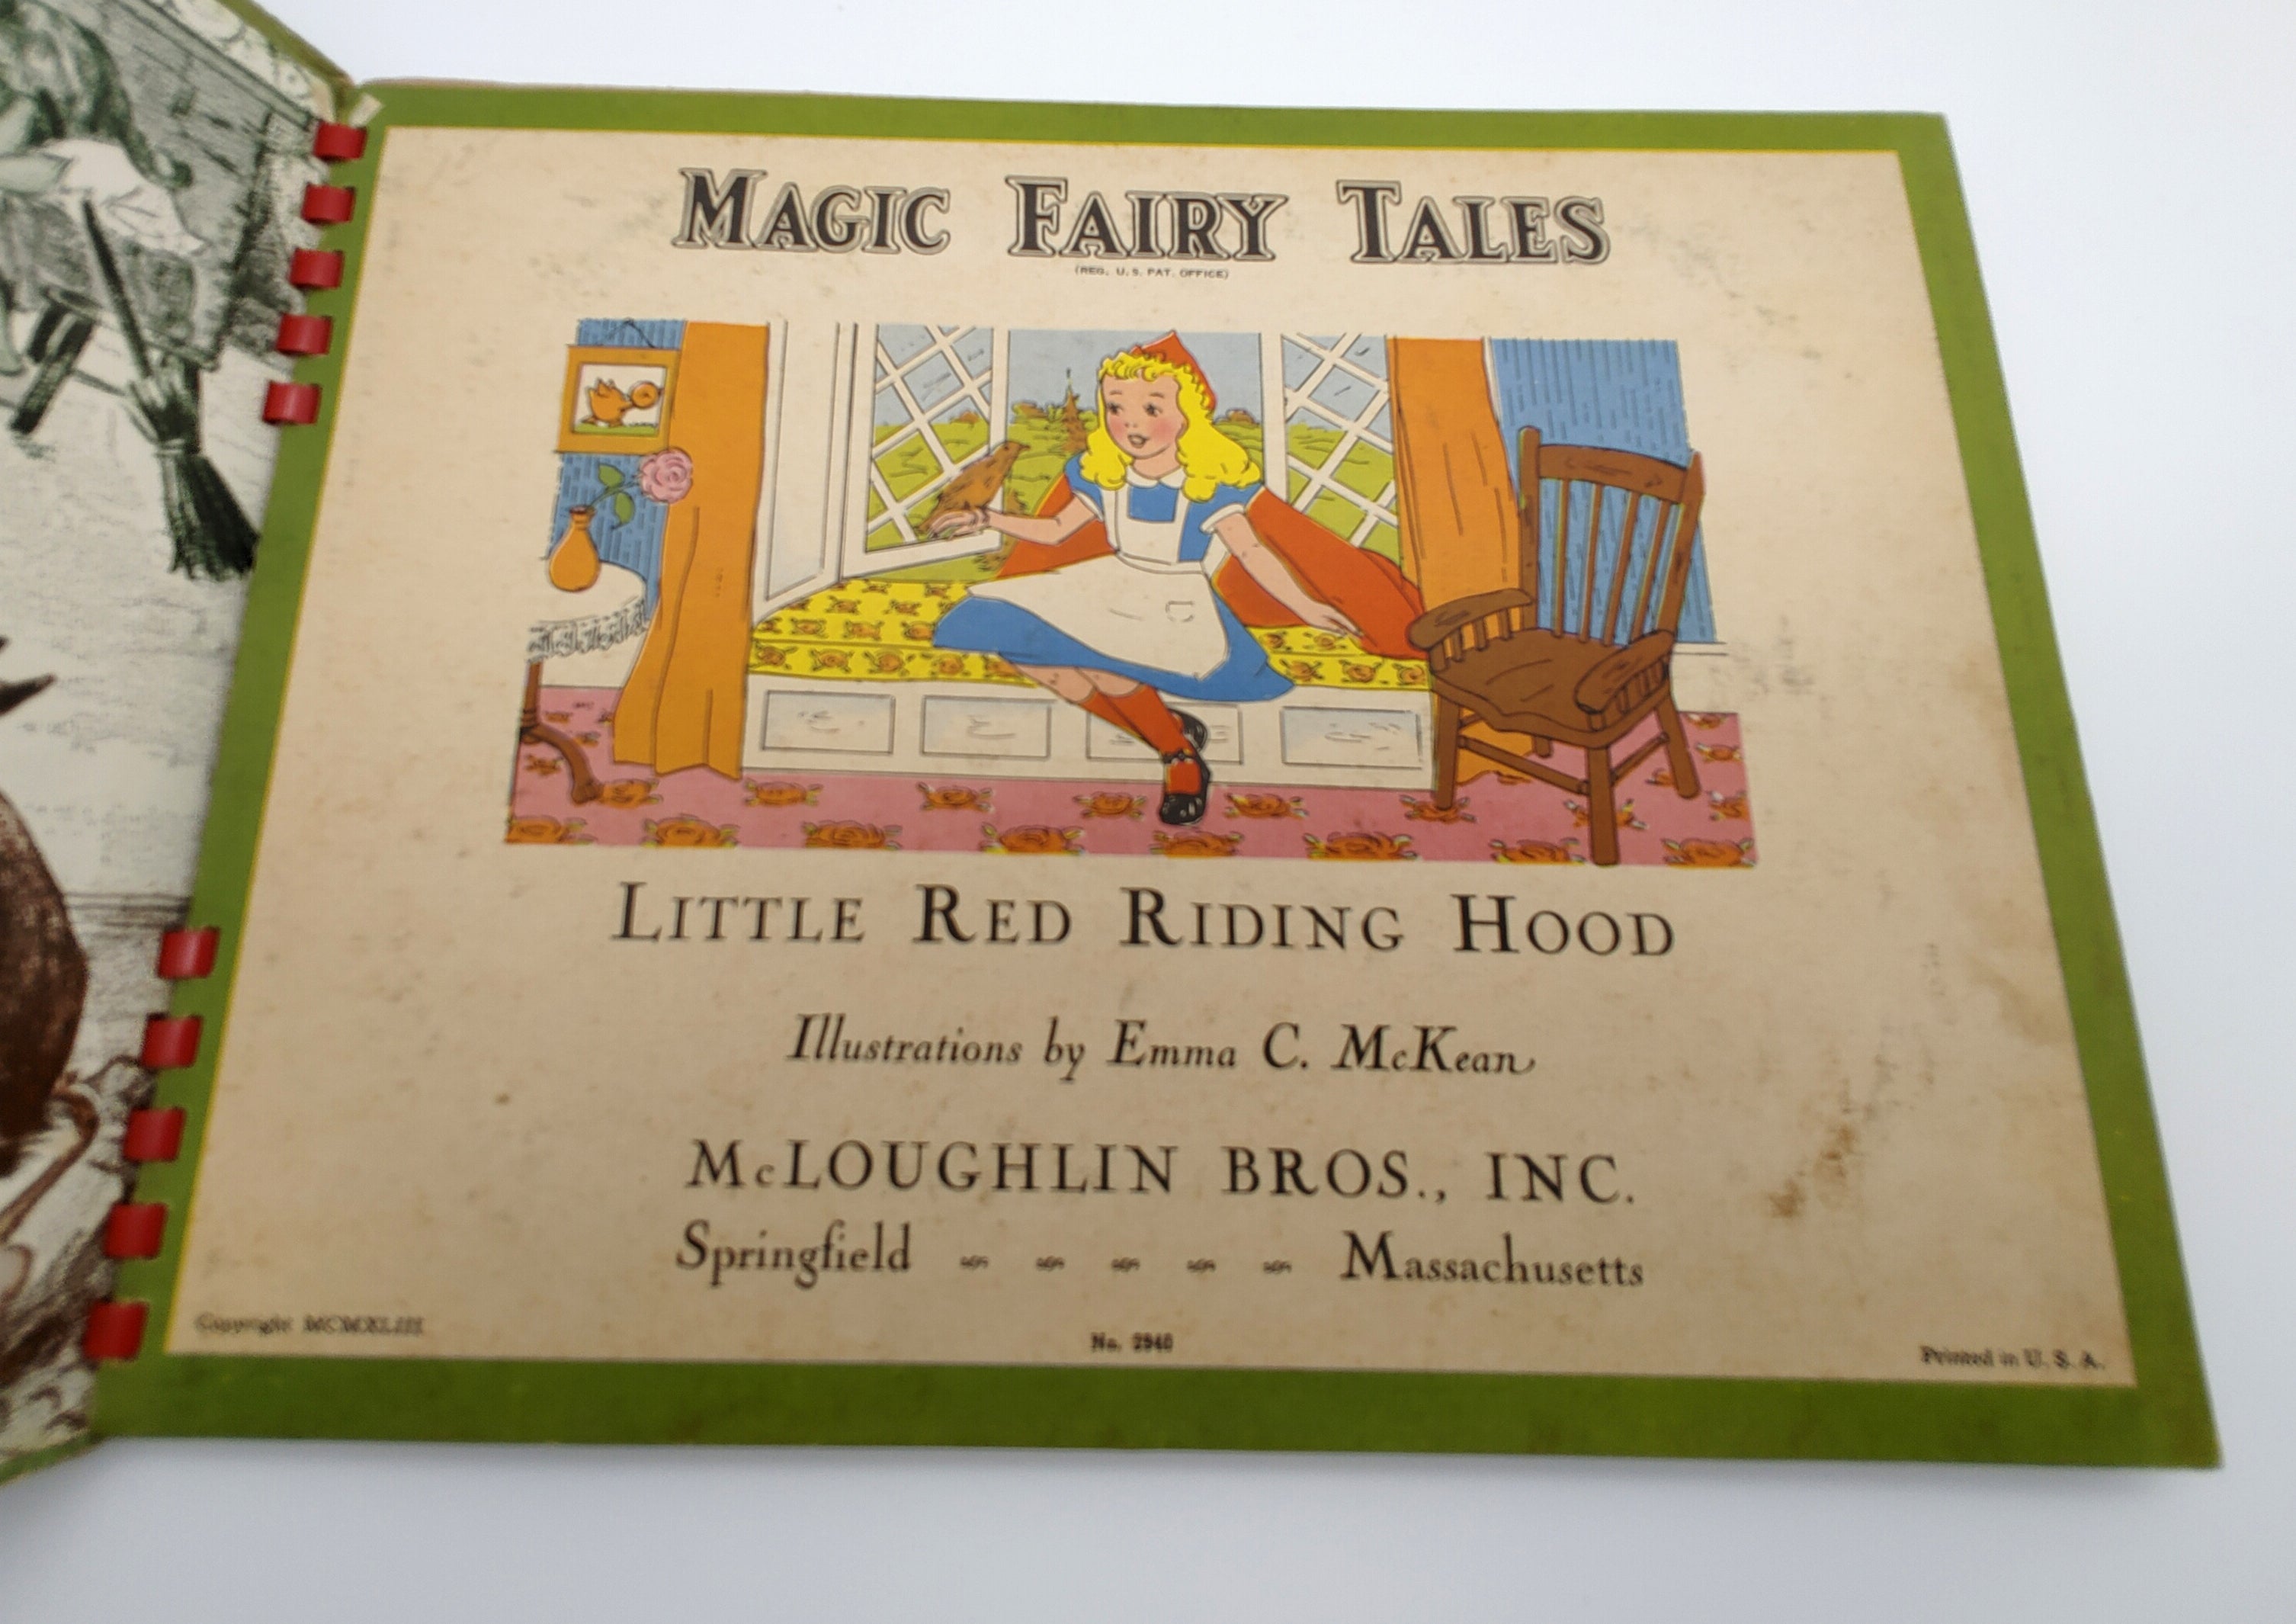 MAGIC FAIRY TALES
(REG. U. S. PAT. OFFICE)
LITTLE RED RIDING HOOD
Illustrations by Emma C. McKean
McLOUGHLIN BROS., INC.
Springfield Massachusetts
Copyright MCMXLIII
No. 2940
Printed in U. S. A.